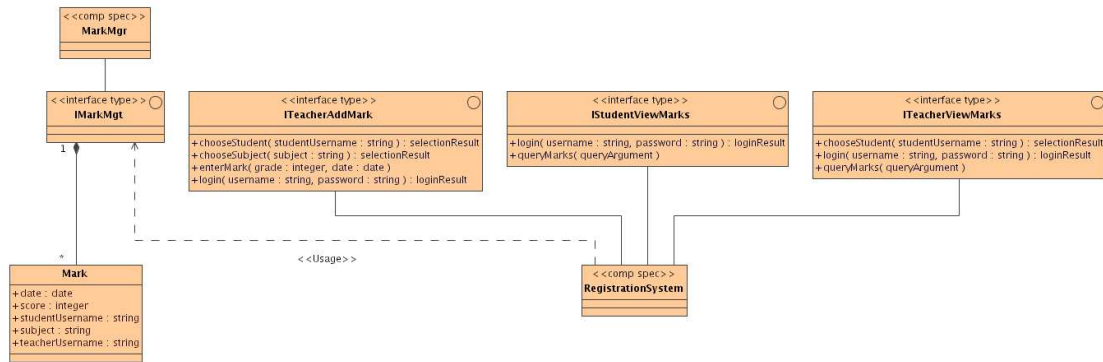 <<comp spec>>
MarkMgr
<<interface type>>
IMarkMgt
<<interface type>>
ITeacherAddMark
+chooseStudent( studentUsername : string ) : selectionResult
+chooseSubject( subject : string ) : selectionResult
+enterMark( grade : integer, date : date )
+login( username : string, password : string ) : loginResult
<<interface type>>
IStudentViewMarks
+login( username : string, password : string ) : loginResult
+queryMarks( queryArgument )
<<interface type>>
ITeacherViewMarks
+chooseStudent( studentUsername : string ) : selectionResult
+login( username : string, password : string ) : loginResult
+queryMarks( queryArgument )
1
*
<<Usage>>
Mark
+date : date
+score : integer
+studentUsername : string
+subject : string
+teacherUsername : string
<<comp spec>>
RegistrationSystem